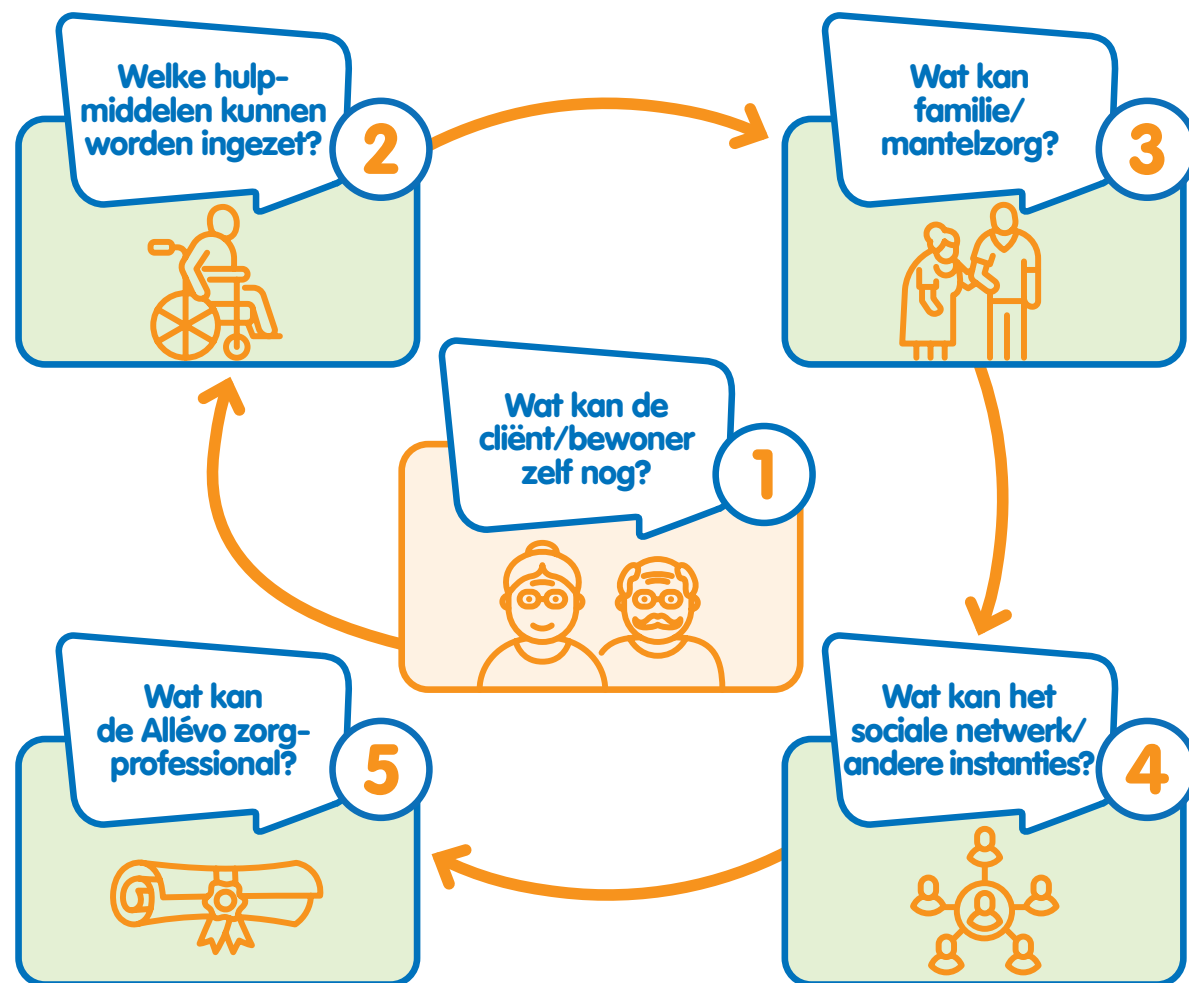 Wat kan de
cliënt/bewoner
zelf nog?
1
Welke hulp-
middelen kunnen
worden ingezet?
2
Wat kan
familie/
mantelzorg?
3
Wat kan het
sociale netwerk/
andere instanties?
4
Wat kan
de Allévo zorg-
professional?
5